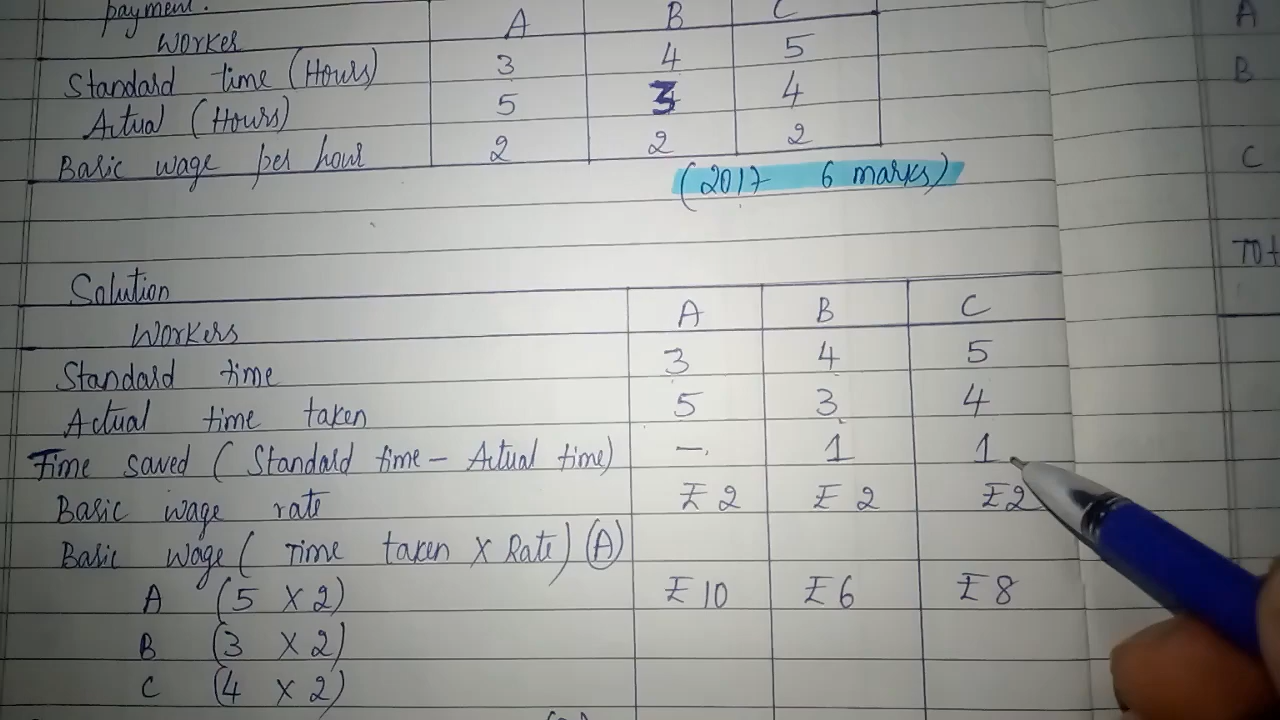 payment.
A B C
Worker
Standard time (Hours) 3 4 5
Actual (Hours) 5 3 4
Basic wage per hour 2 2 2
(2017 6 marks)
Solution
Workers A B C
Standard time 3 4 5
Actual time taken 5 3 4
Time saved (Standard time - Actual time) - 1 1
Basic wage rate ₹2 ₹2 ₹2
Basic wage (Time taken X Rate) (A)
A (5 X 2) ₹10 ₹6 ₹8
B (3 X 2)
C (4 X 2)
A
B
C
Tot